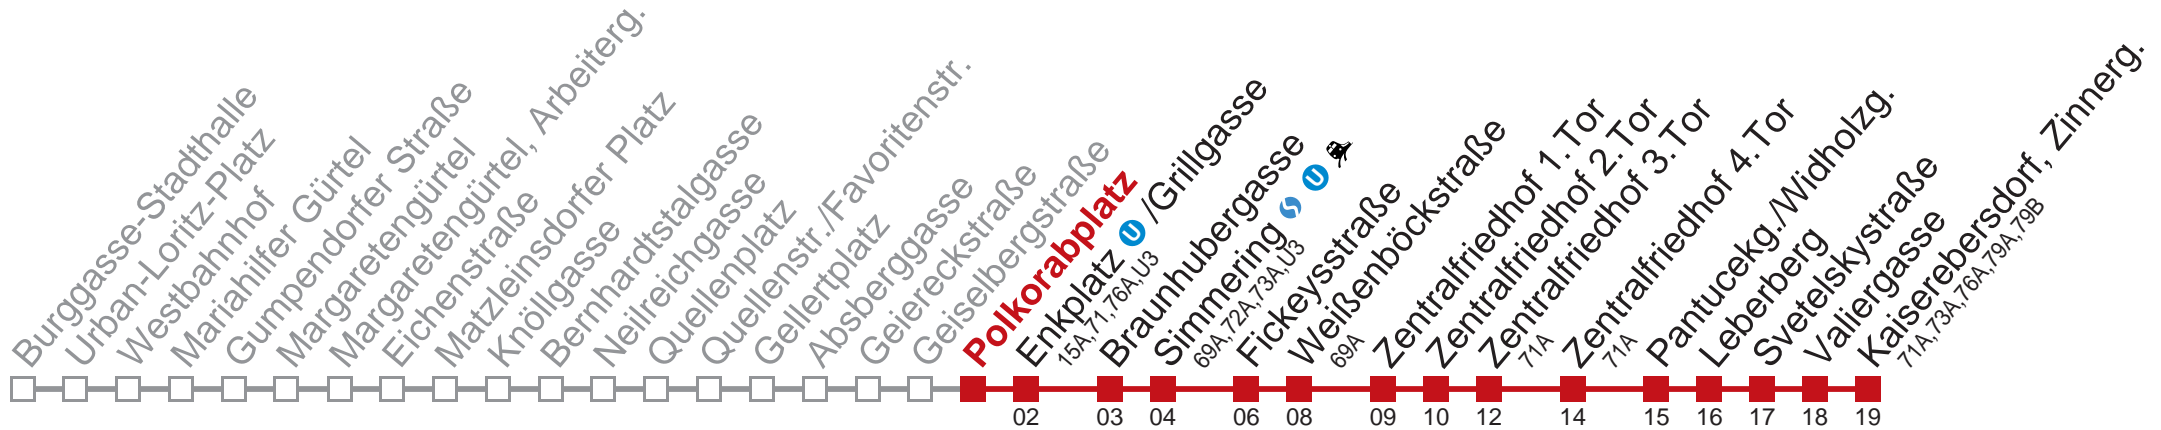 Burggasse-Stadthalle
Urban-Loritz-Platz
Westbahnhof
Mariahilfer Gürtel
Gumpendorfer Straße
Margaretengürtel
Margaretengürtel, Arbeiterg.
Eichenstraße
Matzleinsdorfer Platz
Knöllgasse
Bernhardtstalgasse
Neilreichgasse
Quellenplatz
Quellenstr./Favoritenstr.
Gellertplatz
Absberggasse
Geiereckstraße
Geiselbergstraße
Polkorabplatz
Enkplatz U /Grillgasse
15A,71,76A,U3
Braunhubergasse
Simmering S U
69A,72A,73A,U3
Fickeysstraße
Weißenböckstraße
69A
Zentralfriedhof 1.Tor
Zentralfriedhof 2.Tor
Zentralfriedhof 3.Tor
71A
Zentralfriedhof 4.Tor
71A
Pantucekg./Widholzg.
Leberberg
Svetelskystraße
Valiergasse
Kaiserebersdorf, Zinnerg.
71A,73A,76A,79A,79B
02 03 04 06 08 09 10 12 14 15 16 17 18 19